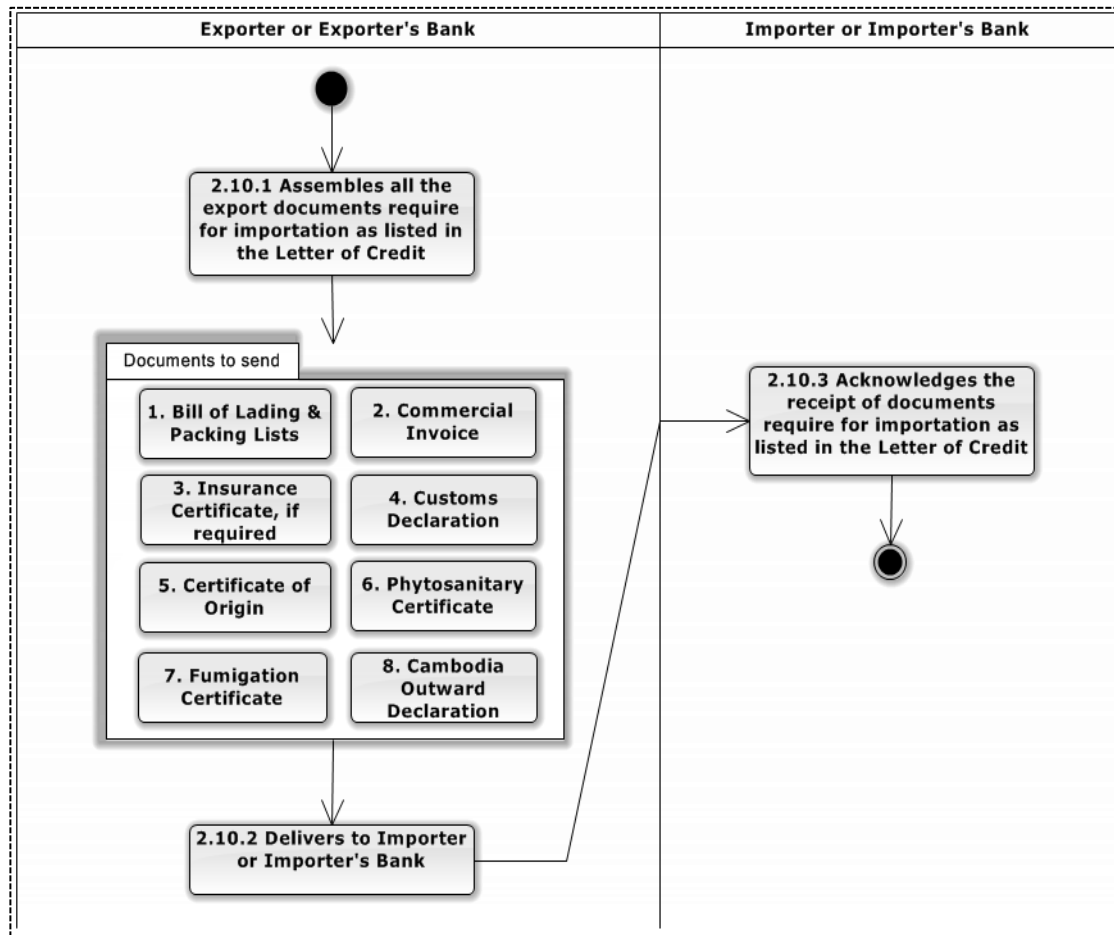 Exporter or Exporter's Bank
Importer or Importer's Bank
2.10.1 Assembles all the
export documents require
for importation as listed in
the Letter of Credit
Documents to send
1. Bill of Lading &
Packing Lists
2. Commercial
Invoice
3. Insurance
Certificate, if
required
4. Customs
Declaration
5. Certificate of
Origin
6. Phytosanitary
Certificate
7. Fumigation
Certificate
8. Cambodia
Outward
Declaration
2.10.2 Delivers to Importer
or Importer's Bank
2.10.3 Acknowledges the
receipt of documents
require for importation as
listed in the Letter of Credit